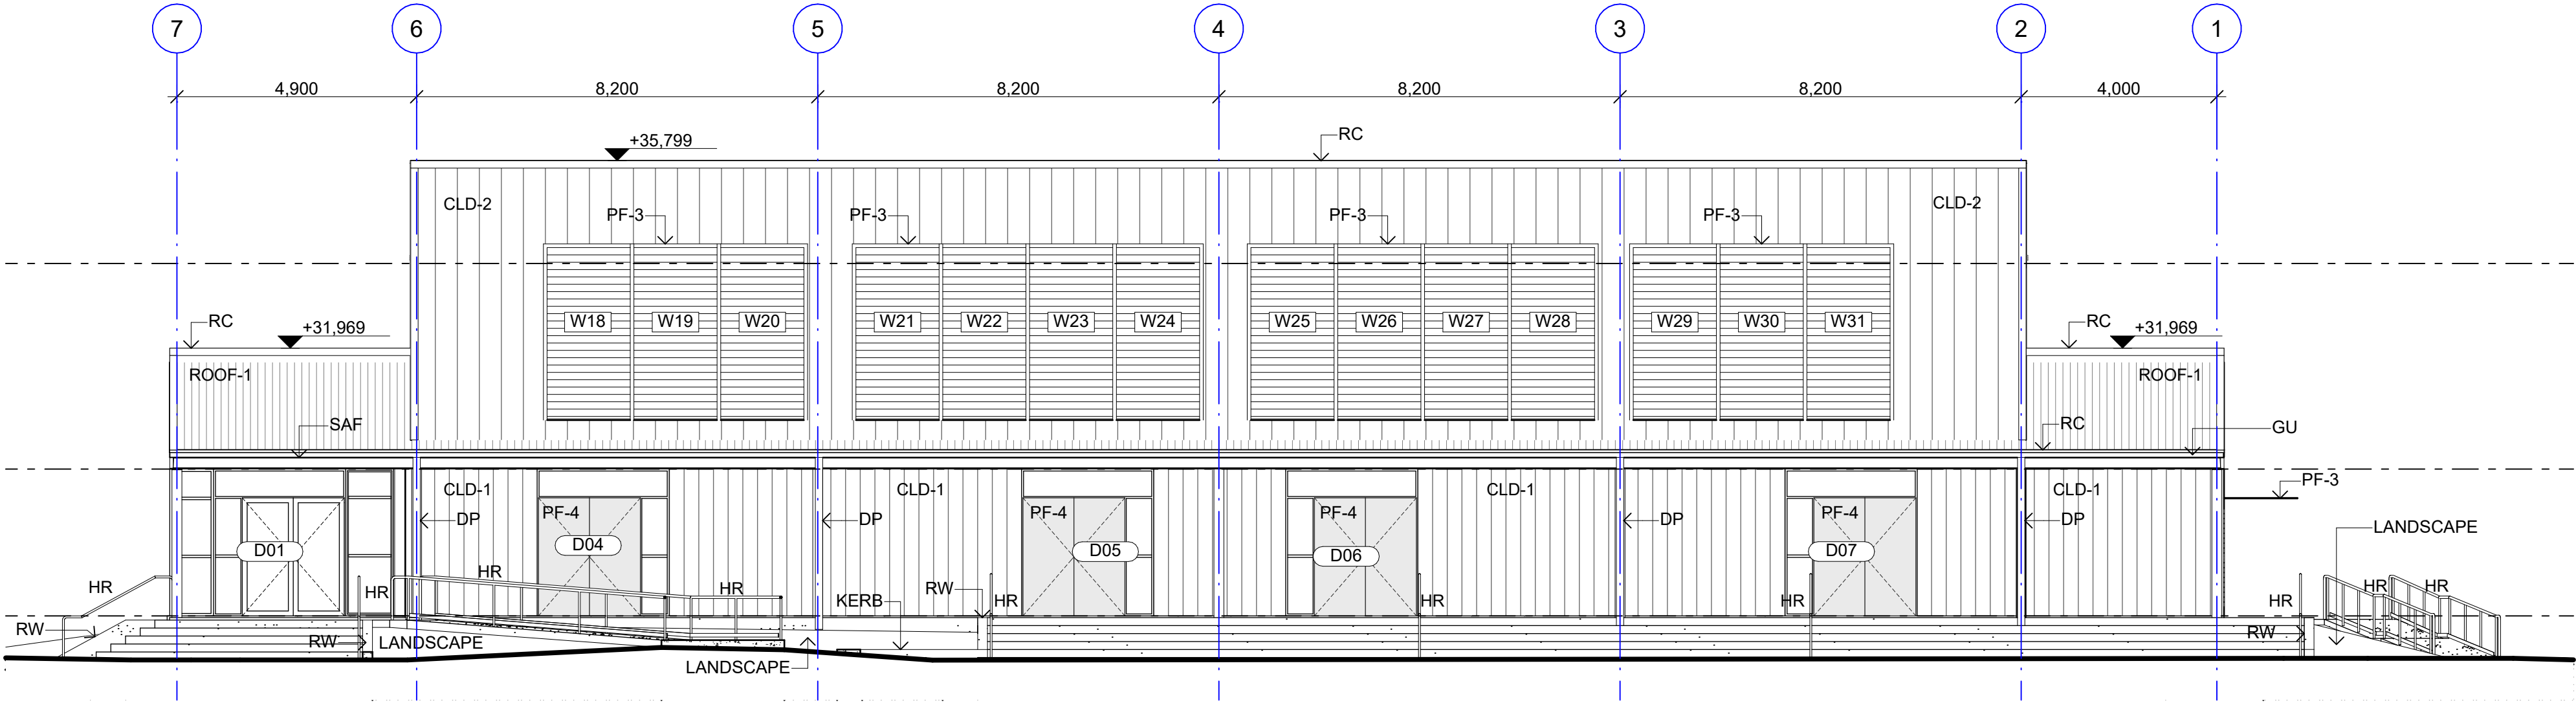 7 6 5 4 3 2 1
4,900 8,200 8,200 8,200 8,200 4,000
+35,799 RC
CLD-2 PF-3 PF-3 PF-3 PF-3 CLD-2
W18 W19 W20 W21 W22 W23 W24 W25 W26 W27 W28 W29 W30 W31
RC +31,969 RC +31,969
ROOF-1 ROOF-1
SAF RC GU
CLD-1 CLD-1 CLD-1 CLD-1 PF-3
PF-4 PF-4 PF-4 PF-4
DP DP DP DP LANDSCAPE
D01 D04 D05 D06 D07
HR HR HR HR RW HR HR HR HR HR HR
KERB
RW RW LANDSCAPE RW
LANDSCAPE